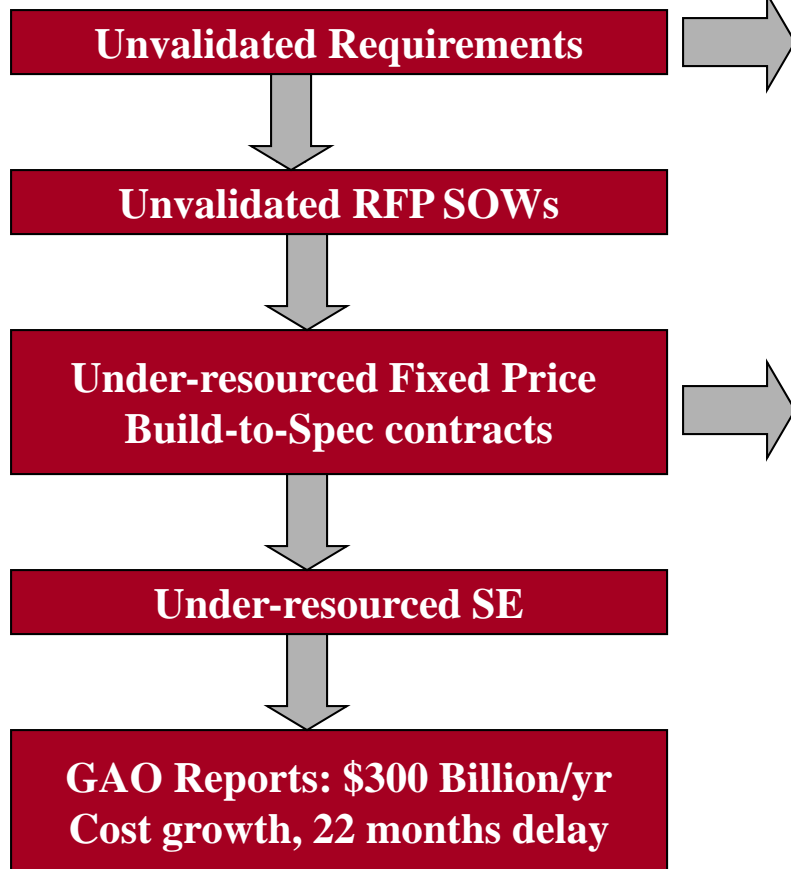 Unvalidated Requirements
Unvalidated RFP SOWs
Under-resourced Fixed Price
Build-to-Spec contracts
Under-resourced SE
GAO Reports: $300 Billion/yr
Cost growth, 22 months delay